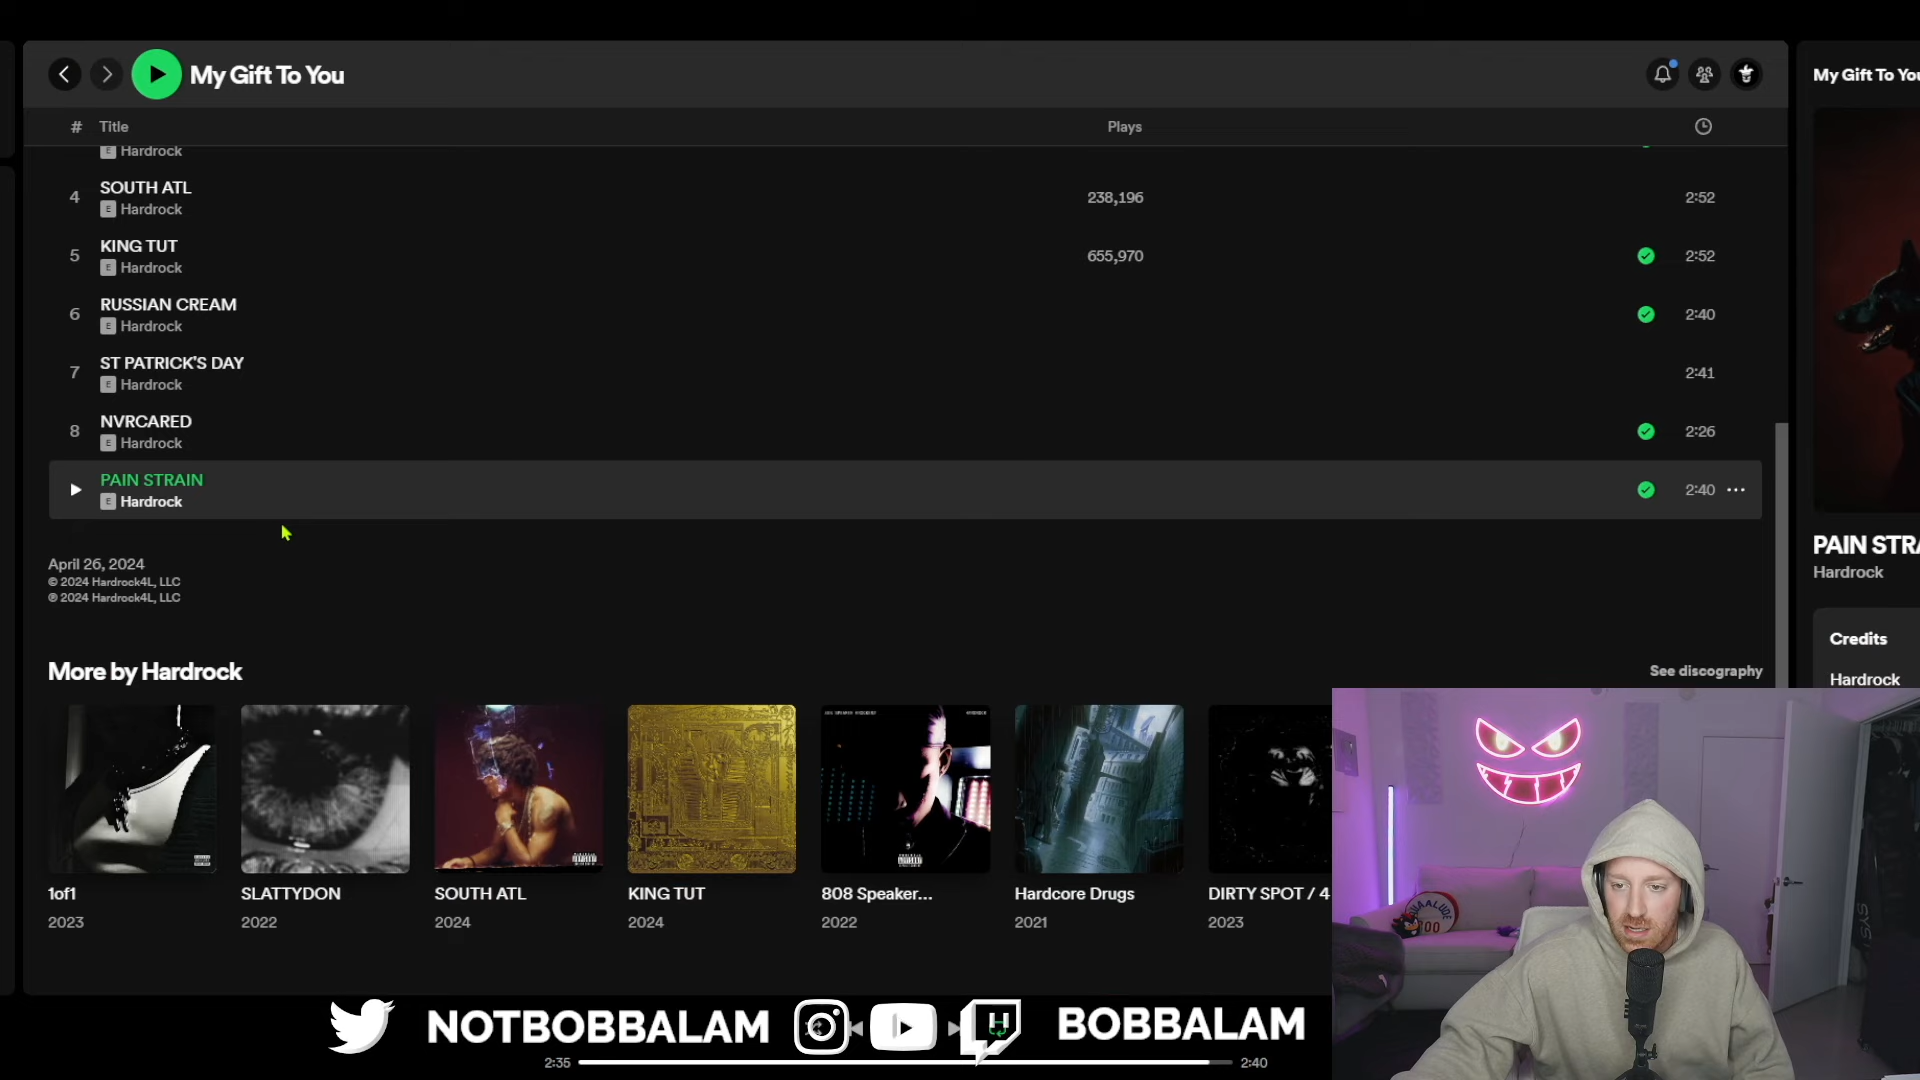 My Gift To You
My Gift To You
# Title Plays
E Hardrock
4 SOUTH ATL 238,196 2:52
E Hardrock
5 KING TUT 655,970 2:52
E Hardrock
6 RUSSIAN CREAM 2:40
E Hardrock
7 ST PATRICK'S DAY 2:41
E Hardrock
8 NVRCARED 2:26
E Hardrock
PAIN STRAIN 2:40
E Hardrock
April 26, 2024
© 2024 Hardrock4L, LLC
℗ 2024 Hardrock4L, LLC
PAIN STRA
Hardrock
Credits
Hardrock
More by Hardrock
See discography
1of1
2023
SLATTYDON
2022
SOUTH ATL
2024
KING TUT
2024
808 Speaker...
2022
Hardcore Drugs
2021
DIRTY SPOT / 4
2023
NOTBOBBALAM BOBBALAM
2:35 2:40